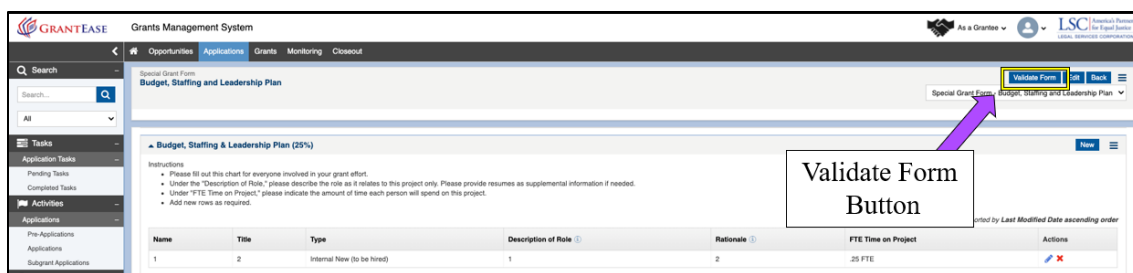 GRANTEASE
Grants Management System
As a Grantee
LSC America's Partner for Equal Justice
LEGAL SERVICES CORPORATION
Opportunities Applications Grants Monitoring Closeout
Search
Search...
All
Tasks
Application Tasks
Pending Tasks
Completed Tasks
Activities
Applications
Pre-Applications
Applications
Subgrant Applications
Special Grant Form
Budget, Staffing and Leadership Plan
Validate Form Edit Back
Special Grant Form - Budget, Staffing and Leadership Plan
Budget, Staffing & Leadership Plan (25%)
New
Instructions
• Please fill out this chart for everyone involved in your grant effort.
• Under the "Description of Role," please describe the role as it relates to this project only. Please provide resumes as supplemental information if needed.
• Under "FTE Time on Project," please indicate the amount of time each person will spend on this project.
• Add new rows as required.
Validate Form
Button
by Last Modified Date ascending order
Name Title Type Description of Role Rationale FTE Time on Project Actions
1 2 Internal New (to be hired) 1 2 .25 FTE